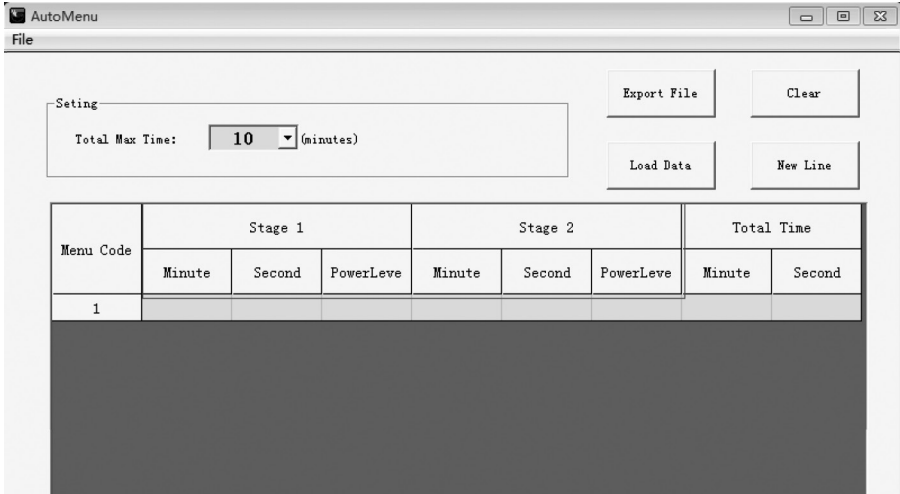 AutoMenu
File
Seting
Total Max Time: 10 (minutes)
Export File Clear
Load Data New Line
Menu Code Stage 1 Stage 2 Total Time
Minute Second PowerLeve Minute Second PowerLeve Minute Second
1